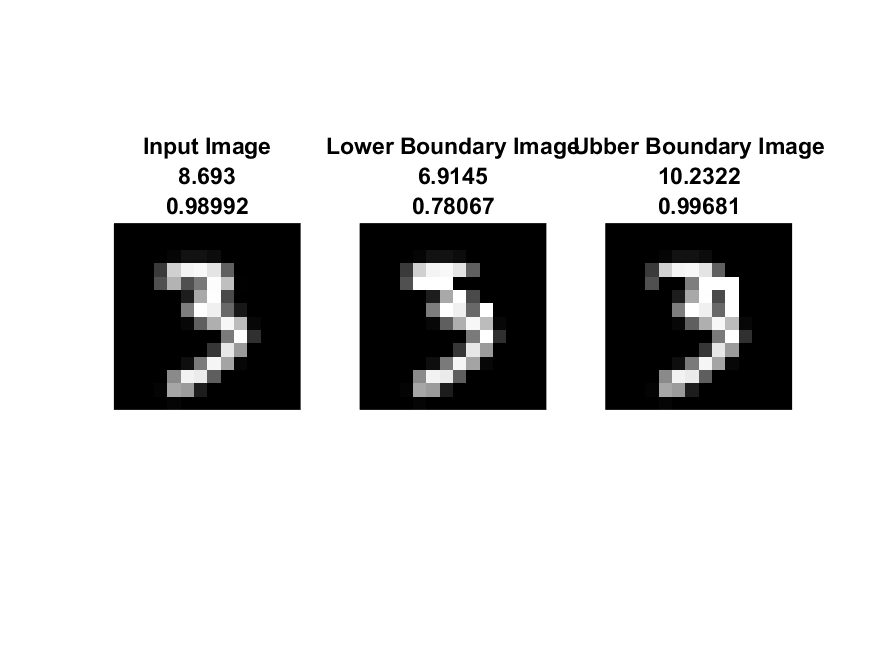 Input Image
8.693
0.98992
Lower Boundary Image
6.9145
0.78067
Ubber Boundary Image
10.2322
0.99681